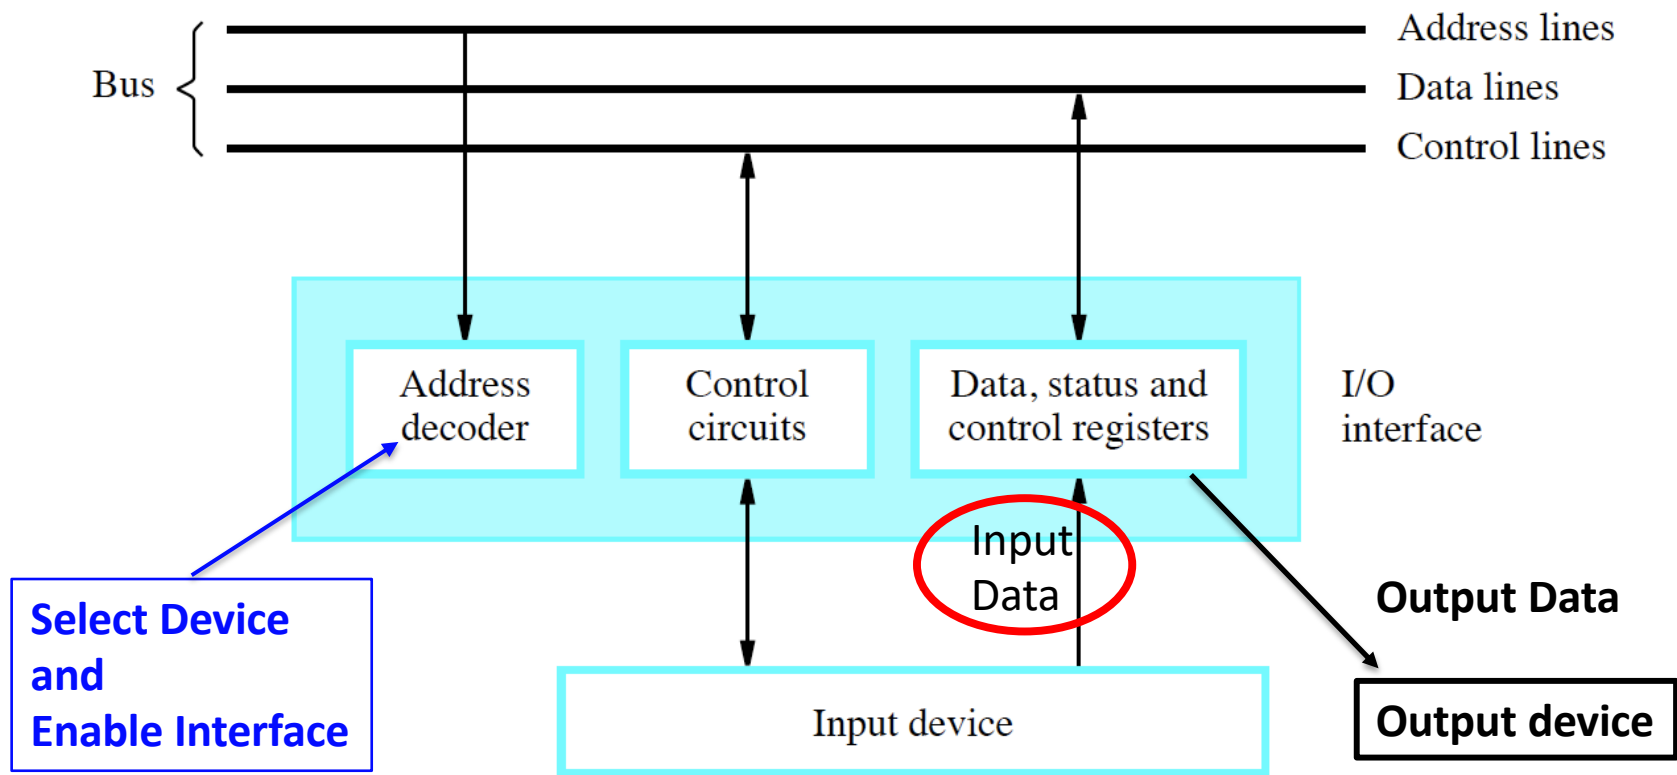 Address lines
Bus
Data lines
Control lines
Address
decoder
Control
circuits
Data, status and
control registers
I/O
interface
Input
Data
Select Device
and
Enable Interface
Output Data
Input device
Output device